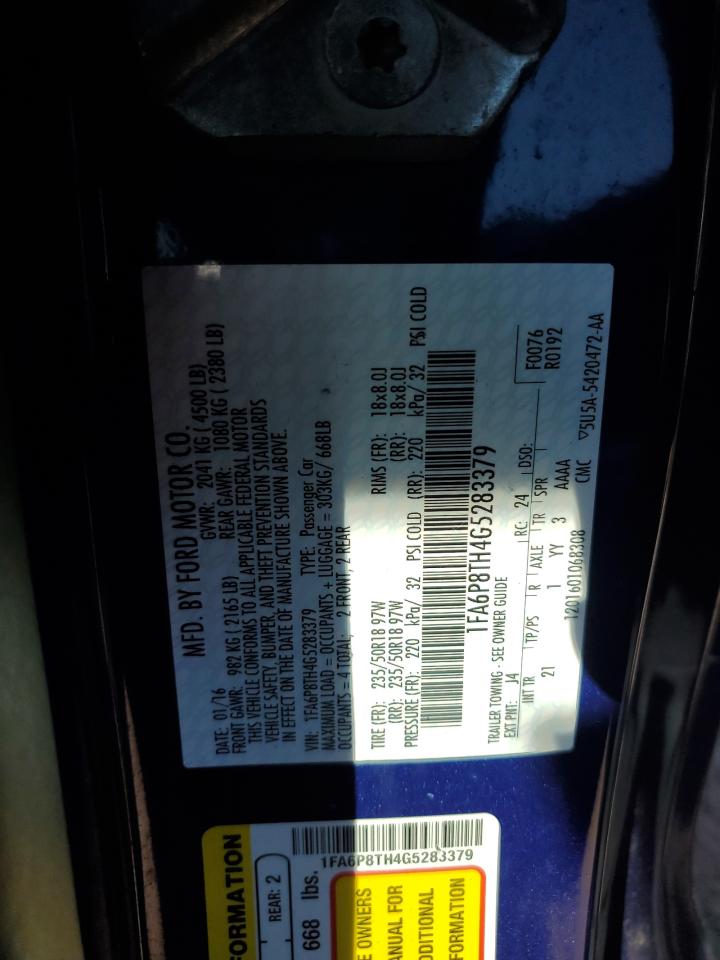 MFD. BY FORD MOTOR CO.
DATE: 01/16 GVWR: 2041 KG ( 4500 LB)
FRONT GAWR: 982 KG ( 2165 LB) REAR GAWR: 1080 KG ( 2380 LB)
THIS VEHICLE CONFORMS TO ALL APPLICABLE FEDERAL MOTOR
VEHICLE SAFETY, BUMPER, AND THEFT PREVENTION STANDARDS
IN EFFECT ON THE DATE OF MANUFACTURE SHOWN ABOVE.
VIN: 1FA6P8TH4G5283379 TYPE: Passenger Car
MAXIMUM LOAD = OCCUPANTS + LUGGAGE = 303KG/ 668LB
OCCUPANTS = 4 TOTAL; 2 FRONT, 2 REAR
TIRE (FR): 235/50R18 97W RIMS (FR): 18x8.0J
(RR): 235/50R18 97W (RR): 18x8.0J
PRESSURE (FR): 220 kPa/ 32 PSI COLD (RR): 220 kPa/ 32 PSI COLD
1FA6P8TH4G5283379
TRAILER TOWING - SEE OWNER GUIDE
EXT PNT: J4 RC: 24 DSO: F0076
R0192
INT TR TP/PS R AXLE TR SPR
21 1 YY 3 AAAA
1201601068308 CMC ▽5U5A-5420472-AA
FORMATION
REAR: 2
668 lbs.
1FA6P8TH4G5283379
E OWNERS
ANUAL FOR
DDITIONAL
FORMATION